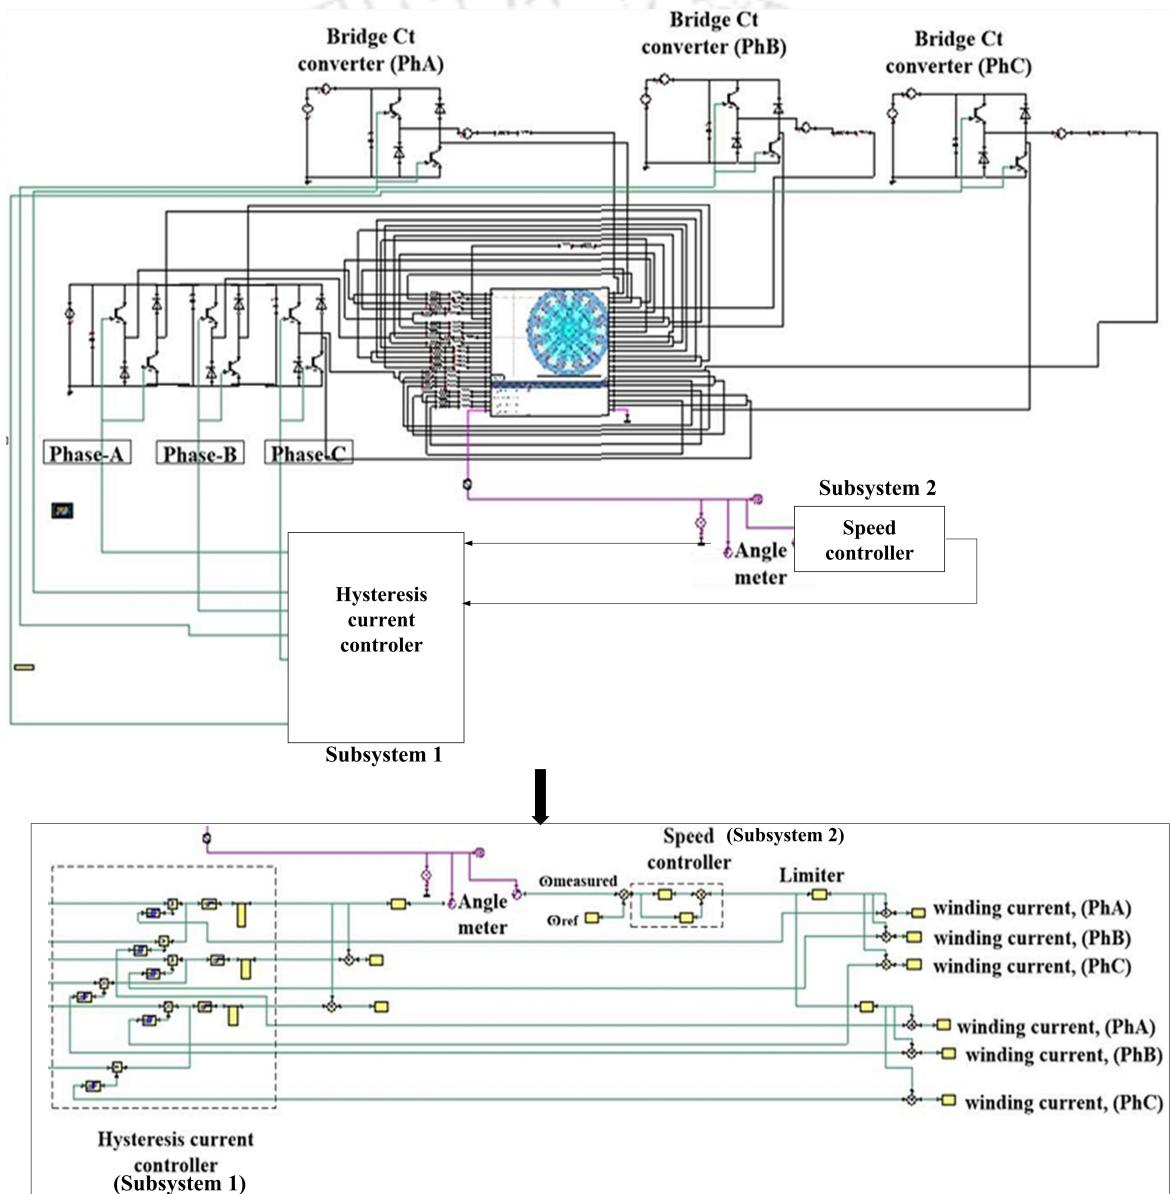 Bridge Ct
converter (PhA)
Bridge Ct
converter (PhB)
Bridge Ct
converter (PhC)
Phase-A
Phase-B
Phase-C
Subsystem 2
Speed
controller
Angle
meter
Hysteresis
current
controler
Subsystem 1
Speed (Subsystem 2)
controller
Limiter
ωmeasured
ωref
Angle
meter
winding current, (PhA)
winding current, (PhB)
winding current, (PhC)
winding current, (PhA)
winding current, (PhB)
winding current, (PhC)
Hysteresis current
controller
(Subsystem 1)